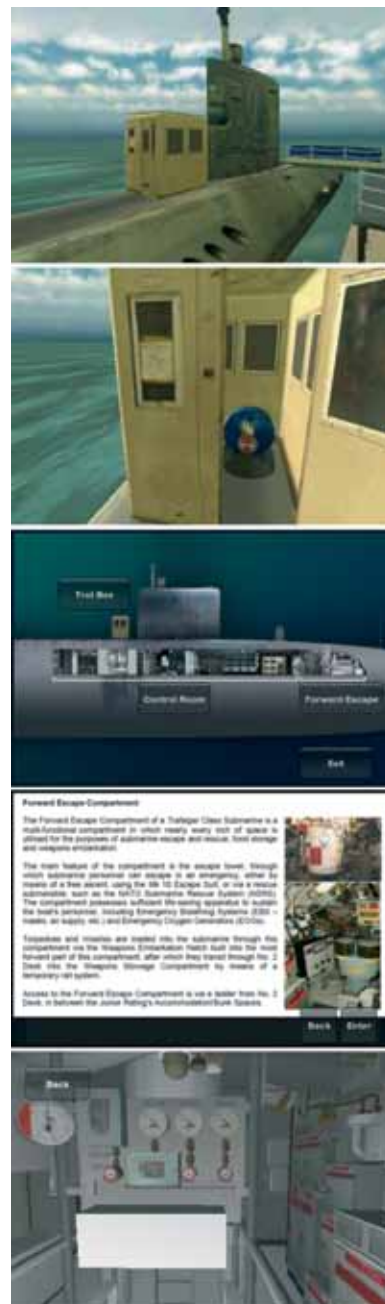 Trot Box
Control Room
Forward Escape
Exit
Forward Escape Compartment
The Forward Escape Compartment of a Trafalgar Class Submarine is a
multi-functional compartment in which nearly every inch of space is
utilised for the purposes of submarine escape and rescue, food storage
and weapons embarkation.
The main feature of the compartment is the escape tower, through
which submarine personnel can escape in an emergency, either by
means of a free ascent, using the Mk 10 Escape Suit, or via a rescue
submersible, such as the NATO Submarine Rescue System (NSRS).
The compartment possesses sufficient life-saving apparatus to sustain
the boat's personnel, including Emergency Breathing Systems (EBS –
masks, air supply, etc.) and Emergency Oxygen Generators (EOGs).
Torpedoes and missiles are loaded into the submarine through this
compartment via the Weapons Embarkation Hatch built into the most
forward part of this compartment, after which they transit through No. 2
Deck into the Weapons Stowage Compartment by means of a
temporary rail system.
Access to the Forward Escape Compartment is via a ladder from No. 2
Deck, in between the Junior Rating's Accommodation/Bunk Spaces.
Back
Enter
Back